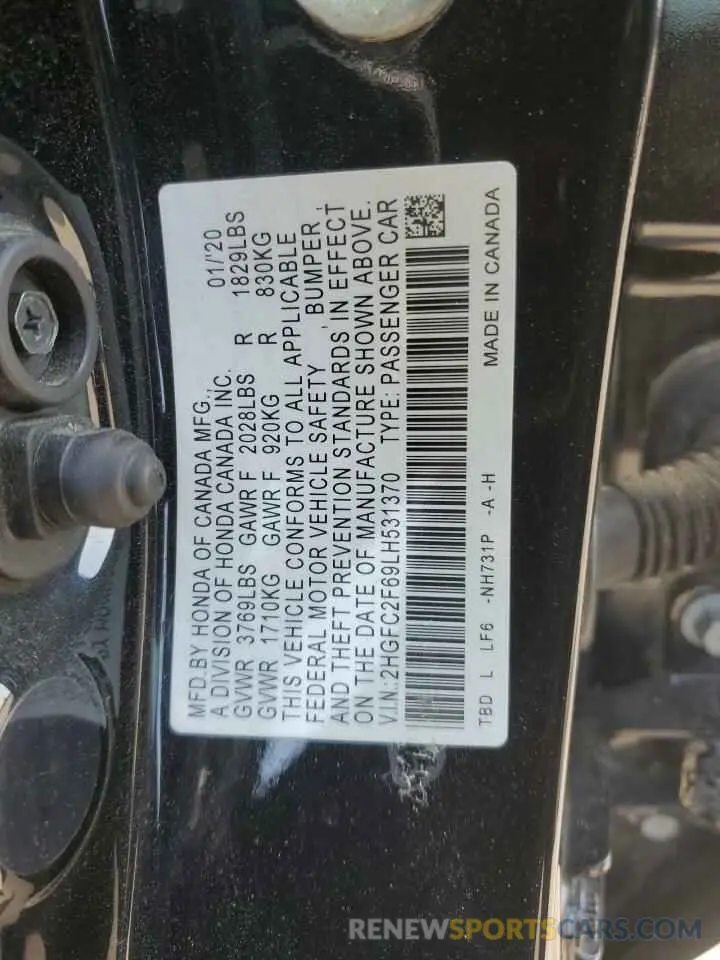 MFD.BY HONDA OF CANADA MFG., 01/'20
A DIVISION OF HONDA CANADA INC.
GVWR 3769LBS GAWR F 2028LBS R 1829LBS
GVWR 1710KG GAWR F 920KG R 830KG
THIS VEHICLE CONFORMS TO ALL APPLICABLE
FEDERAL MOTOR VEHICLE SAFETY , BUMPER ,
AND THEFT PREVENTION STANDARDS IN EFFECT
ON THE DATE OF MANUFACTURE SHOWN ABOVE.
V.I.N.:2HGFC2F69LH531370 TYPE: PASSENGER CAR
TBD L LF6 -NH731P -A -H MADE IN CANADA
RENEWSPORTSCARS.COM